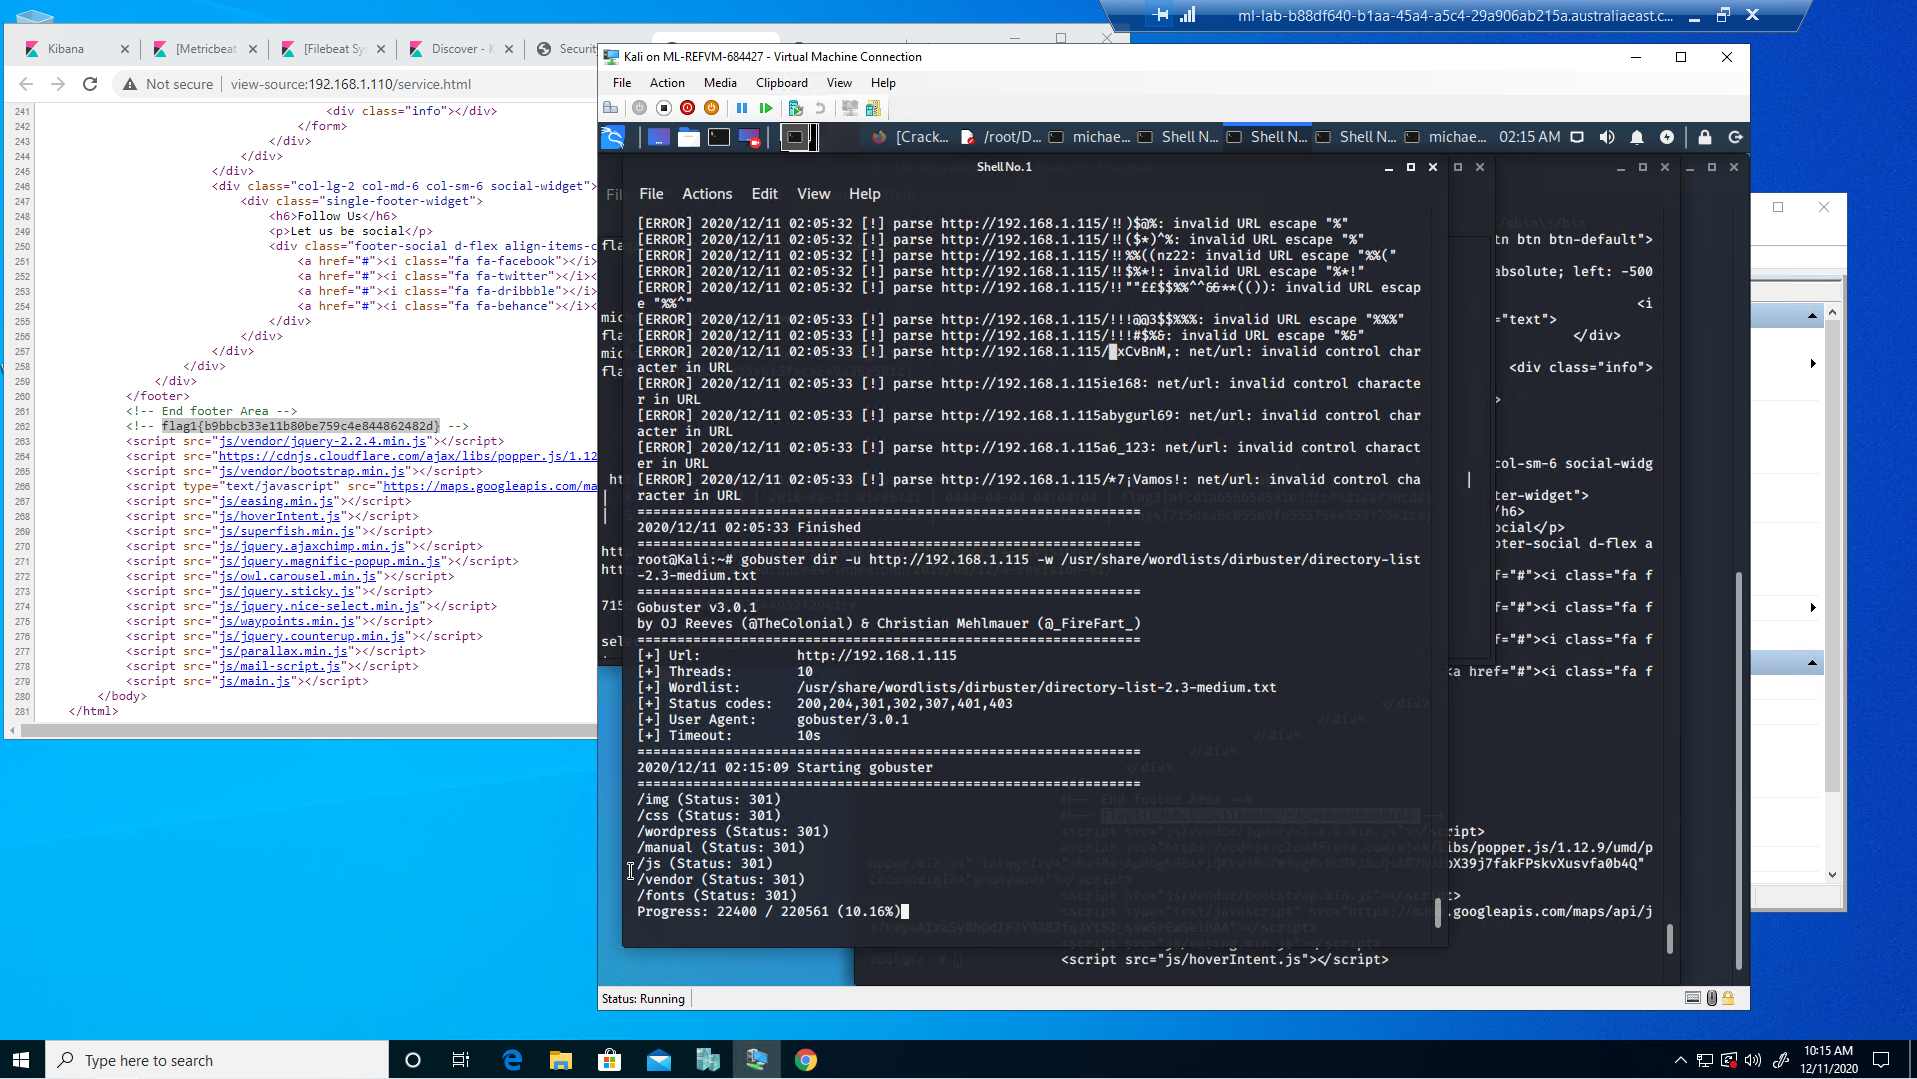 ml-lab-b88df640-b1aa-45a4-a5c4-29a906ab215a.australiaeast.c...
Kibana
[Metricbeat
[Filebeat Sy
Discover - K
Securit
Not secure
view-source:192.168.1.110/service.html
241 <div class="info"></div>
242 </form>
243 </div>
244 </div>
245 </div>
246 <div class="col-lg-2 col-md-6 col-sm-6 social-widget">
247 <div class="single-footer-widget">
248 <h6>Follow Us</h6>
249 <p>Let us be social</p>
250 <div class="footer-social d-flex align-items-c
251 <a href="#"><i class="fa fa-facebook"></i>
252 <a href="#"><i class="fa fa-twitter"></i>
253 <a href="#"><i class="fa fa-dribbble"></i>
254 <a href="#"><i class="fa fa-behance"></i>
255 </div>
256 </div>
257 </div>
258 </div>
259 </div>
260 </footer>
261 <!-- End footer Area -->
262 <!-- flag1{b9bbcb33e11b80be759c4e844862482d} -->
263 <script src="js/vendor/jquery-2.2.4.min.js"></script>
264 <script src="https://cdnjs.cloudflare.com/ajax/libs/popper.js/1.12
265 <script src="js/vendor/bootstrap.min.js"></script>
266 <script type="text/javascript" src="https://maps.googleapis.com/ma
267 <script src="js/easing.min.js"></script>
268 <script src="js/hoverIntent.js"></script>
269 <script src="js/superfish.min.js"></script>
270 <script src="js/jquery.ajaxchimp.min.js"></script>
271 <script src="js/jquery.magnific-popup.min.js"></script>
272 <script src="js/owl.carousel.min.js"></script>
273 <script src="js/jquery.sticky.js"></script>
274 <script src="js/jquery.nice-select.min.js"></script>
275 <script src="js/waypoints.min.js"></script>
276 <script src="js/jquery.counterup.min.js"></script>
277 <script src="js/parallax.min.js"></script>
278 <script src="js/mail-script.js"></script>
279 <script src="js/main.js"></script>
280 </body>
281 </html>
Kali on ML-REFVM-684427 - Virtual Machine Connection
File Action Media Clipboard View Help
[Crack... /root/D... michae... Shell N... Shell N... Shell N... michae... 02:15 AM
Shell No.1
File Actions Edit View Help
[ERROR] 2020/12/11 02:05:32 [!] parse http://192.168.1.115/!!)$@%: invalid URL escape "%"
[ERROR] 2020/12/11 02:05:32 [!] parse http://192.168.1.115/!!($*)^%: invalid URL escape "%"
[ERROR] 2020/12/11 02:05:32 [!] parse http://192.168.1.115/!!%%((nz22: invalid URL escape "%%("
[ERROR] 2020/12/11 02:05:32 [!] parse http://192.168.1.115/!!$%*!: invalid URL escape "%*!"
[ERROR] 2020/12/11 02:05:32 [!] parse http://192.168.1.115/!!""££$$%%^^&&**(()): invalid URL escap
e "%%^"
[ERROR] 2020/12/11 02:05:33 [!] parse http://192.168.1.115/!!!@@3$$%%%: invalid URL escape "%%%"
[ERROR] 2020/12/11 02:05:33 [!] parse http://192.168.1.115/!!!#$%&: invalid URL escape "%&"
[ERROR] 2020/12/11 02:05:33 [!] parse http://192.168.1.115/xCvBnM,: net/url: invalid control char
acter in URL
[ERROR] 2020/12/11 02:05:33 [!] parse http://192.168.1.115ie168: net/url: invalid control characte
r in URL
[ERROR] 2020/12/11 02:05:33 [!] parse http://192.168.1.115abygurl69: net/url: invalid control char
acter in URL
[ERROR] 2020/12/11 02:05:33 [!] parse http://192.168.1.115a6_123: net/url: invalid control charact
er in URL
[ERROR] 2020/12/11 02:05:33 [!] parse http://192.168.1.115/*7¡Vamos!: net/url: invalid control cha
racter in URL
===============================================================
2020/12/11 02:05:33 Finished
===============================================================
root@Kali:~# gobuster dir -u http://192.168.1.115 -w /usr/share/wordlists/dirbuster/directory-list
-2.3-medium.txt
===============================================================
Gobuster v3.0.1
by OJ Reeves (@TheColonial) & Christian Mehlmauer (@_FireFart_)
===============================================================
[+] Url: http://192.168.1.115
[+] Threads: 10
[+] Wordlist: /usr/share/wordlists/dirbuster/directory-list-2.3-medium.txt
[+] Status codes: 200,204,301,302,307,401,403
[+] User Agent: gobuster/3.0.1
[+] Timeout: 10s
===============================================================
2020/12/11 02:15:09 Starting gobuster
===============================================================
/img (Status: 301)
/css (Status: 301)
/wordpress (Status: 301)
/manual (Status: 301)
/js (Status: 301)
/vendor (Status: 301)
/fonts (Status: 301)
Progress: 22400 / 220561 (10.16%)
tn btn btn-default">
absolute; left: -500
<i
="text">
</div>
<div class="info">
col-sm-6 social-widg
ter-widget">
/h6>
ocial</p>
oter-social d-flex a
ef="#"><i class="fa f
ef="#"><i class="fa f
ef="#"><i class="fa f
<a href="#"><i class="fa f
cript>
/libs/popper.js/1.12.9/umd/p
bX39j7fakFPskvXusvfa0b4Q"
.googleapis.com/maps/api/j
<script src="js/hoverIntent.js"></script>
Status: Running
Type here to search
10:15 AM
12/11/2020